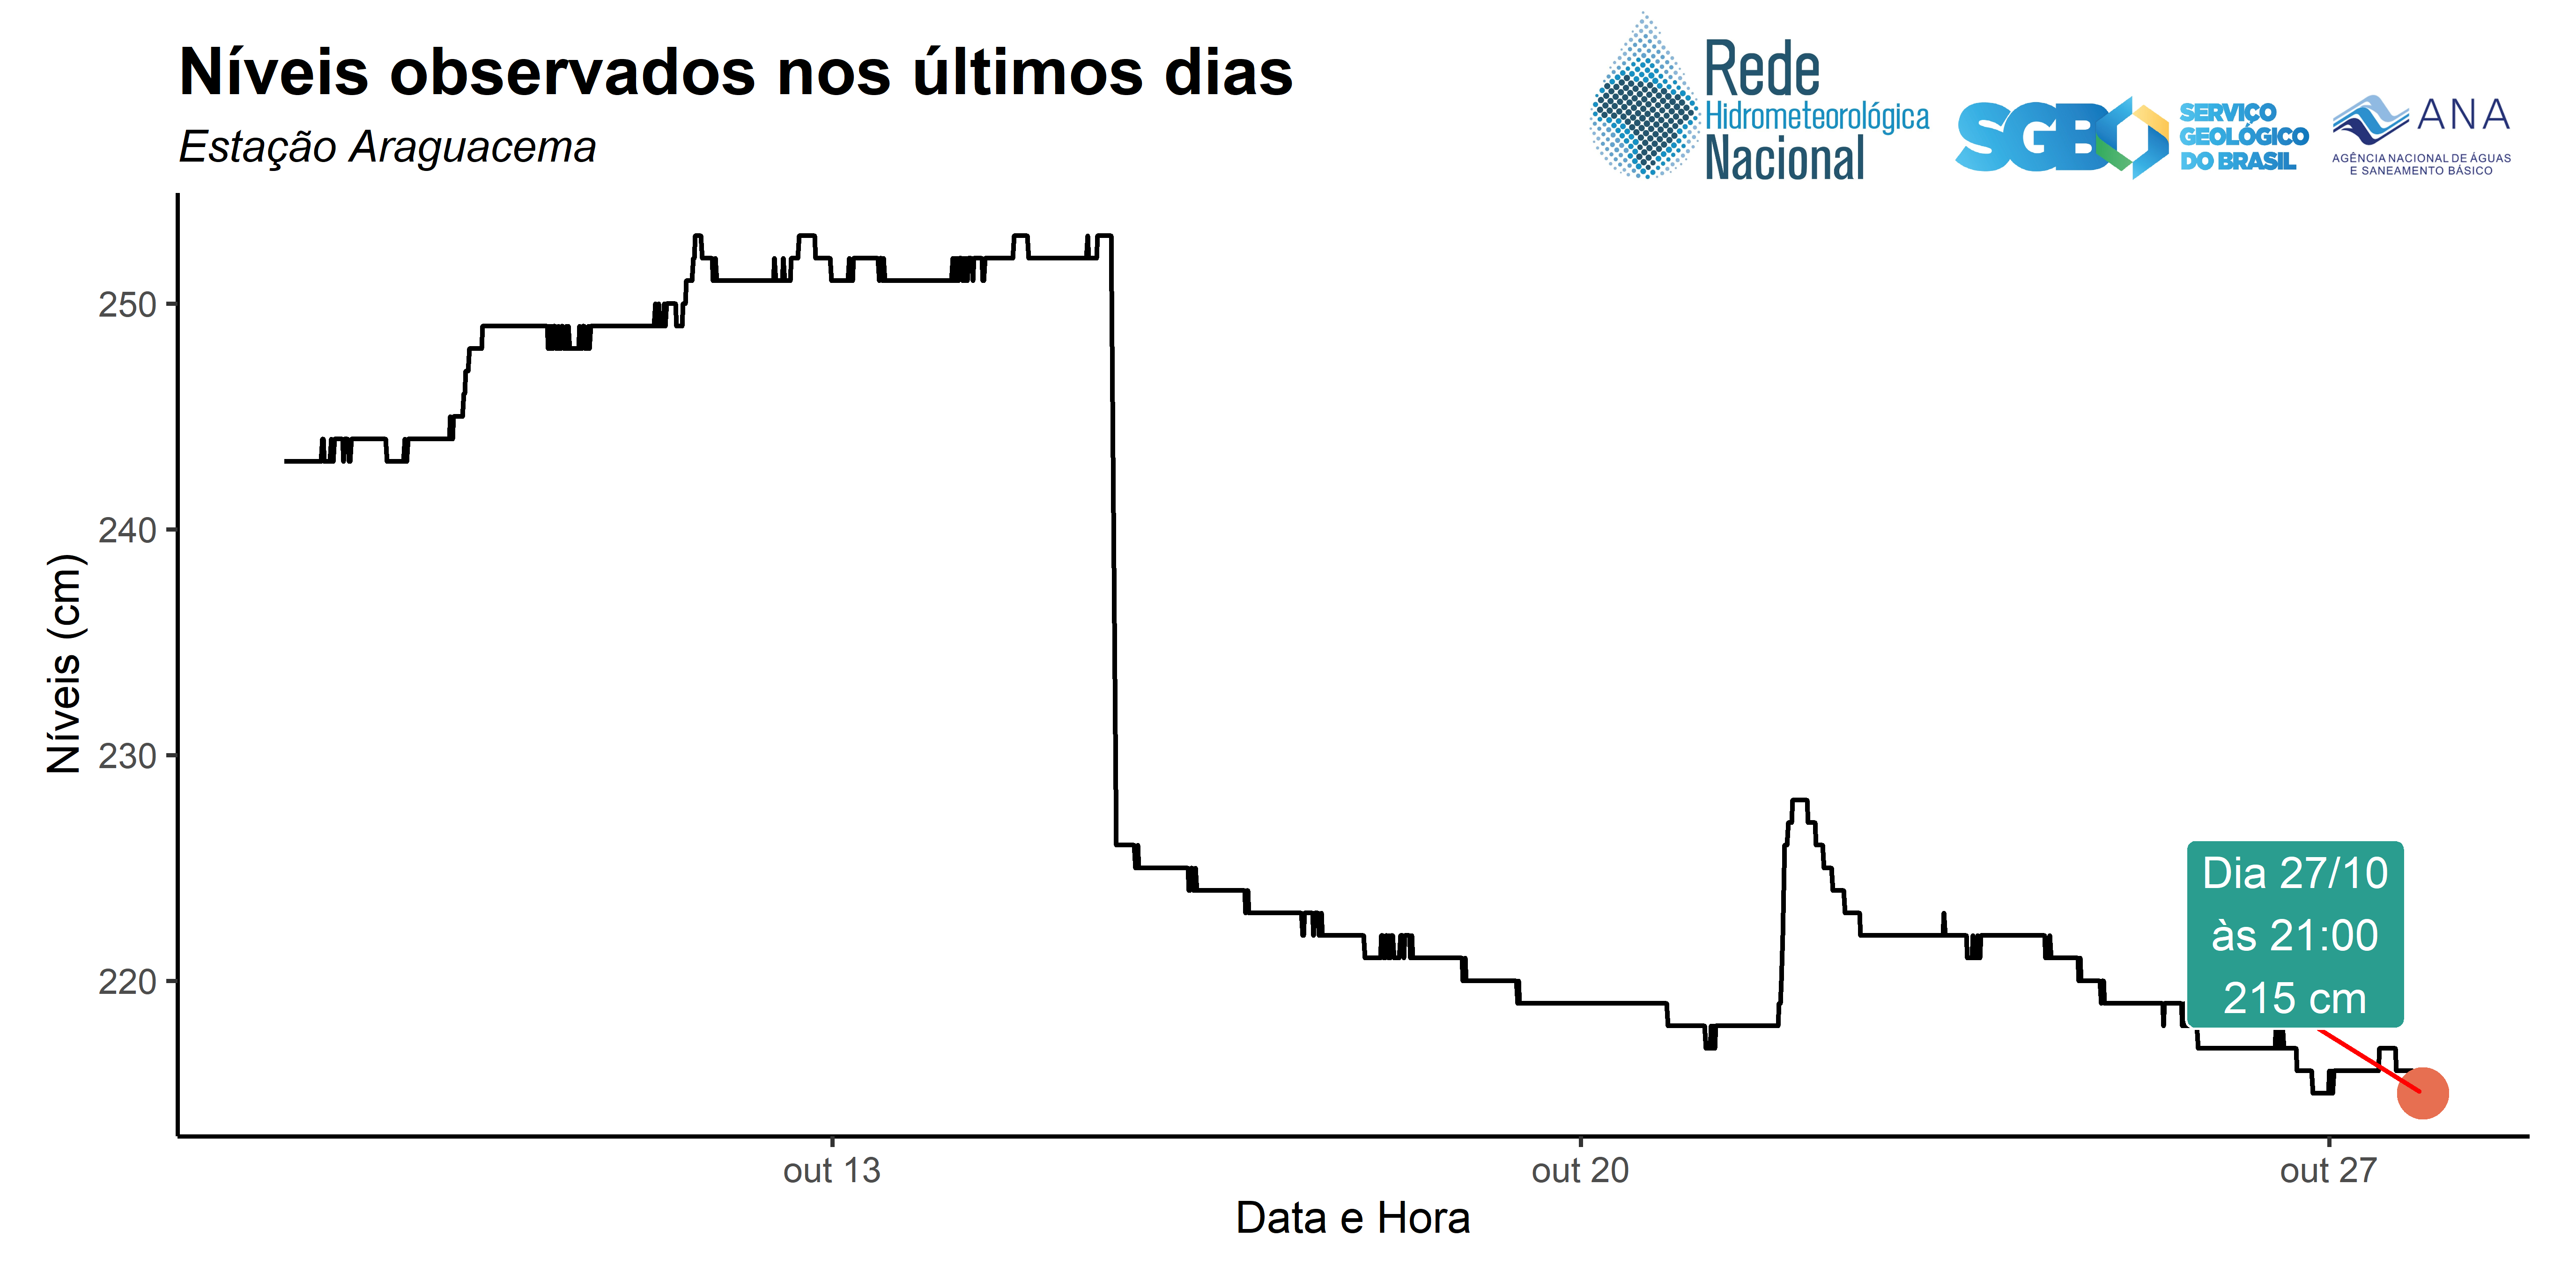 Níveis observados nos últimos dias
Estação Araguacema
Rede
Hidrometeorológica
Nacional
SGB
SERVIÇO
GEOLÓGICO
DO BRASIL
ANA
AGÊNCIA NACIONAL DE ÁGUAS
E SANEAMENTO BÁSICO
Níveis (cm)
250
240
230
220
Dia 27/10
às 21:00
215 cm
out 13
out 20
out 27
Data e Hora